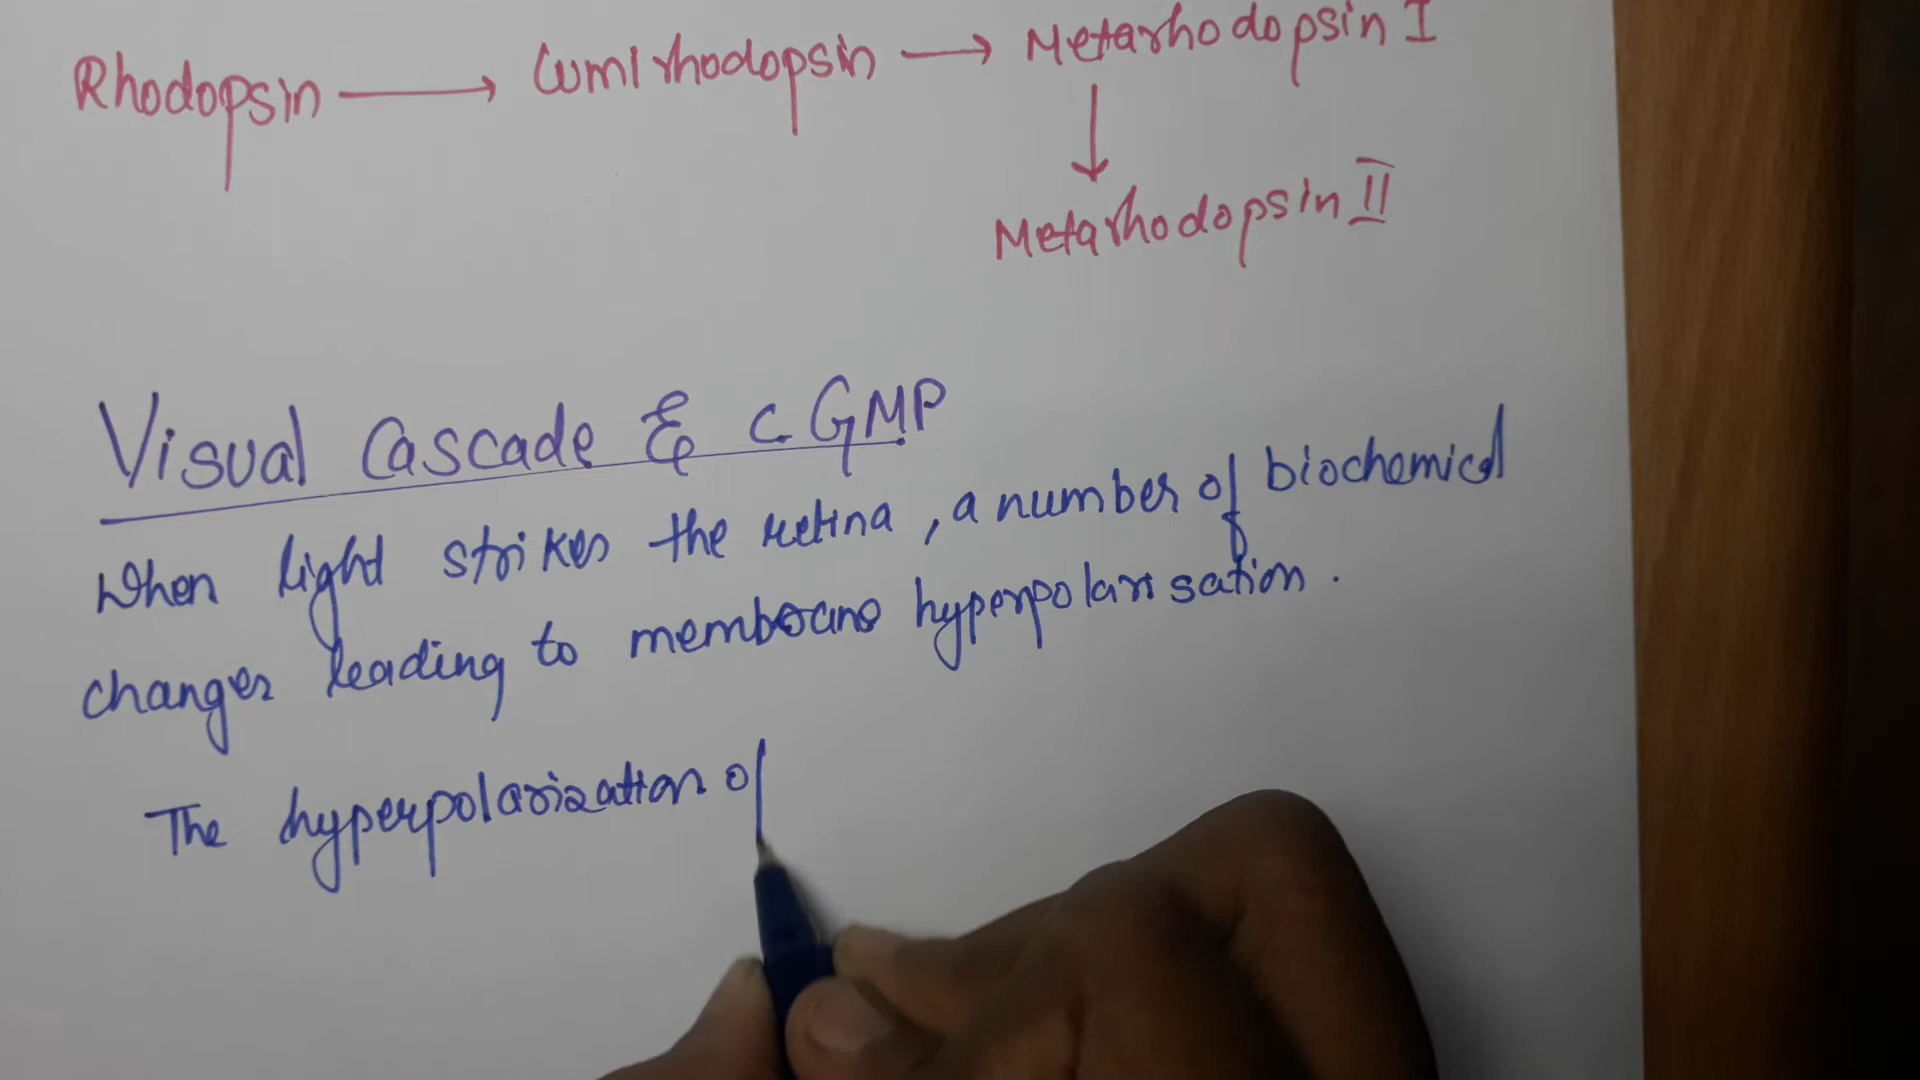 Rhodopsin → Lumirhodopsin → Metarhodopsin I
↓
Metarhodopsin II
Visual Cascade & cGMP
When light strikes the retina, a number of biochemical
changes leading to membrane hyperpolarisation.
The hyperpolarization of